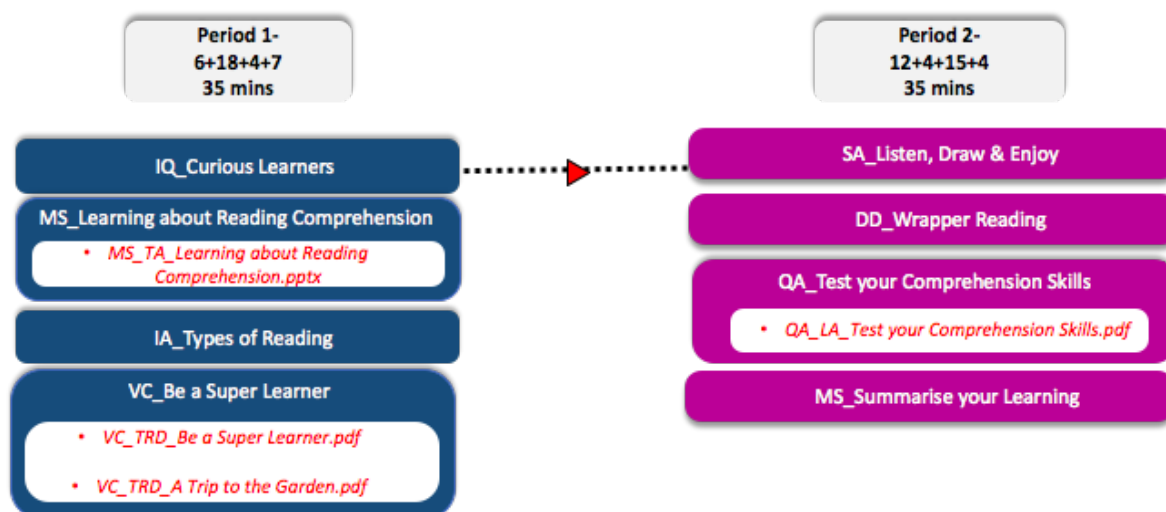 Period 1-
6+18+4+7
35 mins
IQ_Curious Learners
MS_Learning about Reading Comprehension
• MS_TA_Learning about Reading
Comprehension.pptx
IA_Types of Reading
VC_Be a Super Learner
• VC_TRD_Be a Super Learner.pdf
• VC_TRD_A Trip to the Garden.pdf
Period 2-
12+4+15+4
35 mins
SA_Listen, Draw & Enjoy
DD_Wrapper Reading
QA_Test your Comprehension Skills
• QA_LA_Test your Comprehension Skills.pdf
MS_Summarise your Learning